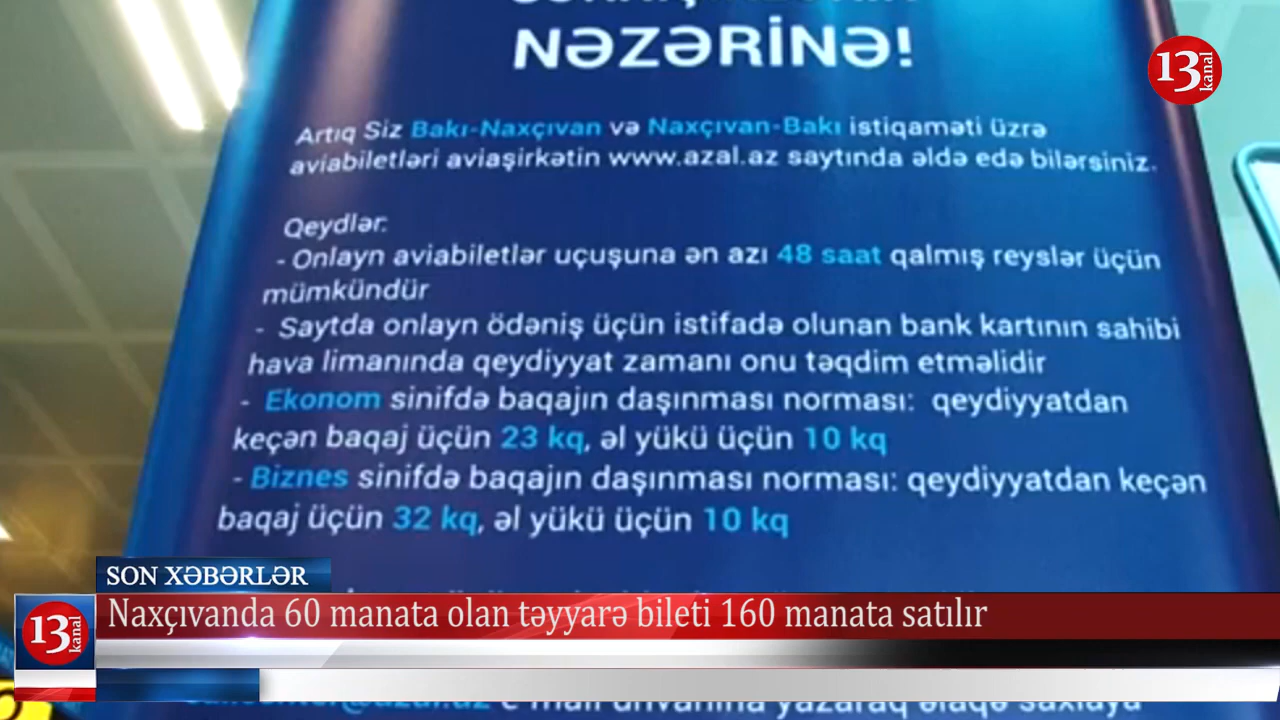 NƏZƏRİNƏ!
13 kanal
Artıq Siz Bakı-Naxçıvan və Naxçıvan-Bakı istiqaməti üzrə
aviabiletləri aviaşirkətin www.azal.az saytında əldə edə bilərsiniz.
Qeydlər:
- Onlayn aviabiletlər uçuşuna ən azı 48 saat qalmış reyslər üçün
mümkündür
- Saytda onlayn ödəniş üçün istifadə olunan bank kartının sahibi
hava limanında qeydiyyat zamanı onu təqdim etməlidir
- Ekonom sinifdə baqajın daşınması norması: qeydiyyatdan
keçən baqaj üçün 23 kq, əl yükü üçün 10 kq
- Biznes sinifdə baqajın daşınması norması: qeydiyyatdan keçən
baqaj üçün 32 kq, əl yükü üçün 10 kq
SON XƏBƏRLƏR
Naxçıvanda 60 manata olan təyyarə bileti 160 manata satılır
13 kanal